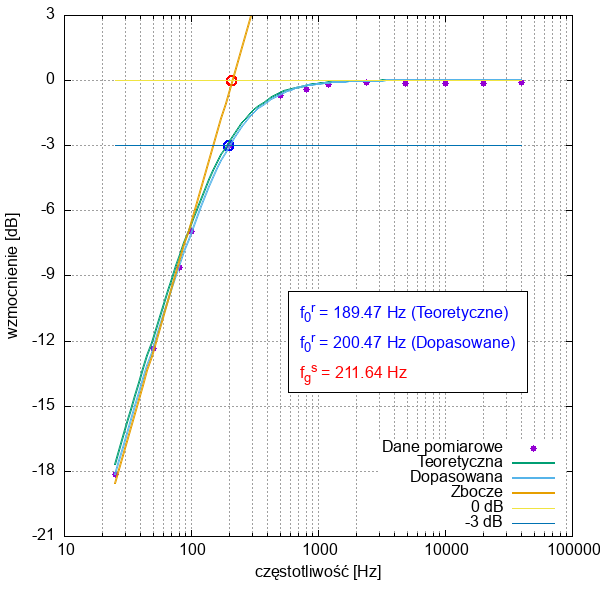 3
0
-3
-6
-9
-12
-15
-18
-21
wzmocnienie [dB]
f₀ʳ = 189.47 Hz (Teoretyczne)
f₀ʳ = 200.47 Hz (Dopasowane)
f_g^s = 211.64 Hz
Dane pomiarowe
Teoretyczna
Dopasowana
Zbocze
0 dB
-3 dB
10 100 1000 10000 100000
częstotliwość [Hz]